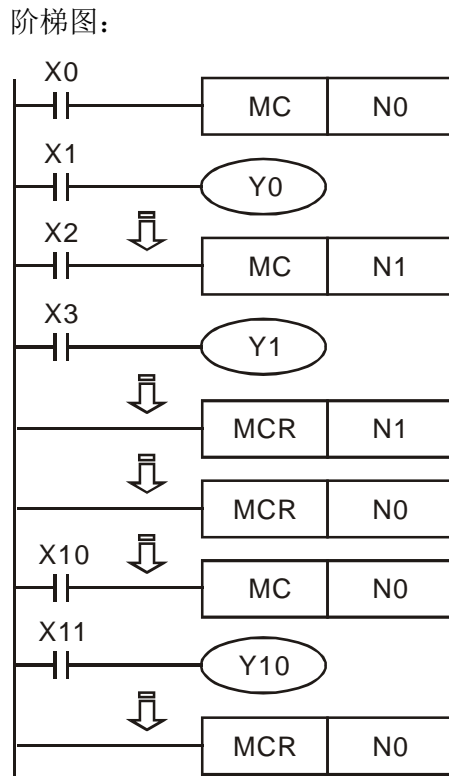 阶梯图：
X0
MC N0
X1
Y0
X2
MC N1
X3
Y1
MCR N1
MCR N0
X10
MC N0
X11
Y10
MCR N0